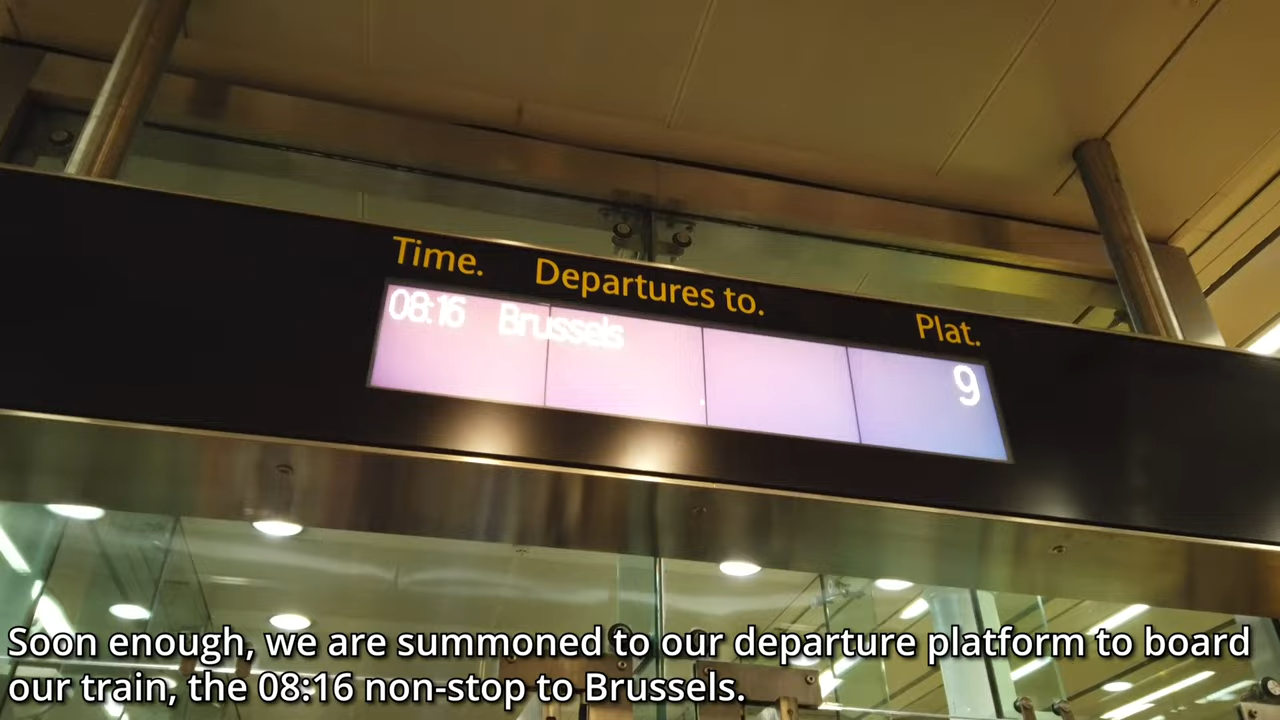 Time. Departures to. Plat.
08:16 Brussels 9
Soon enough, we are summoned to our departure platform to board
our train, the 08:16 non-stop to Brussels.